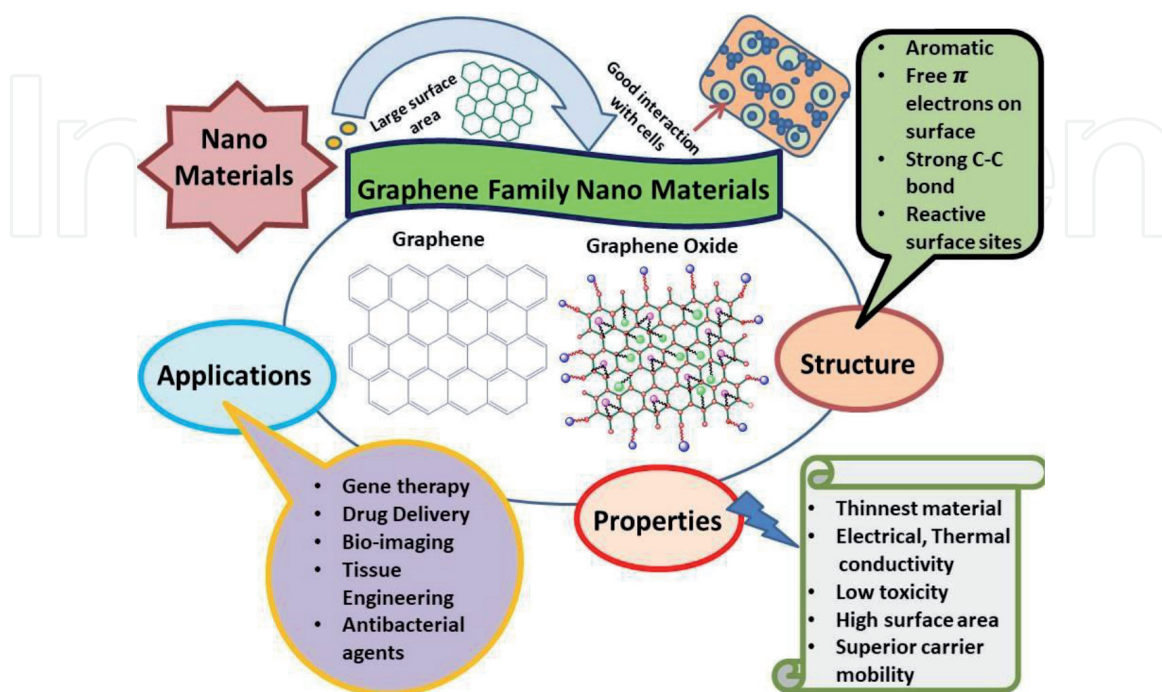 Nano
Materials
Large surface
area
Good interaction
with cells
Graphene Family Nano Materials
Graphene
Graphene Oxide
• Aromatic
• Free π
electrons on
surface
• Strong C-C
bond
• Reactive
surface sites
Structure
Applications
• Gene therapy
• Drug Delivery
• Bio-imaging
• Tissue
Engineering
• Antibacterial
agents
Properties
• Thinnest material
• Electrical, Thermal
conductivity
• Low toxicity
• High surface area
• Superior carrier
mobility